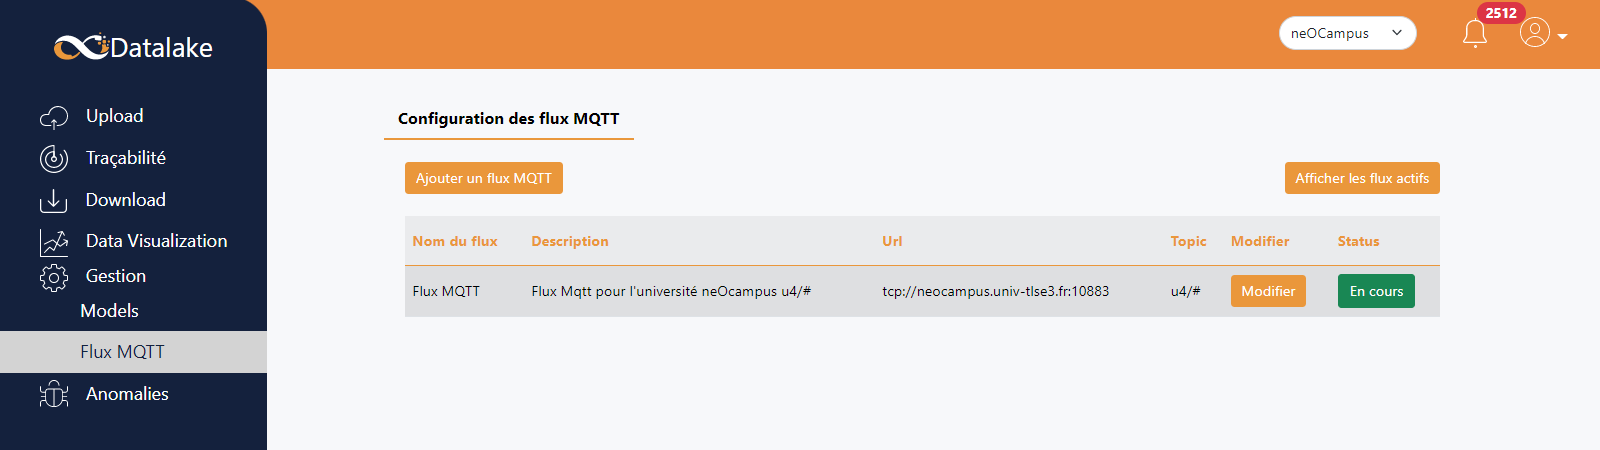 Datalake
neOCampus
2512
Upload
Traçabilité
Download
Data Visualization
Gestion
Models
Flux MQTT
Anomalies
Configuration des flux MQTT
Ajouter un flux MQTT
Afficher les flux actifs
Nom du flux Description Url Topic Modifier Status
Flux MQTT Flux Mqtt pour l'université neOcampus u4/# tcp://neocampus.univ-tlse3.fr:10883 u4/# Modifier En cours